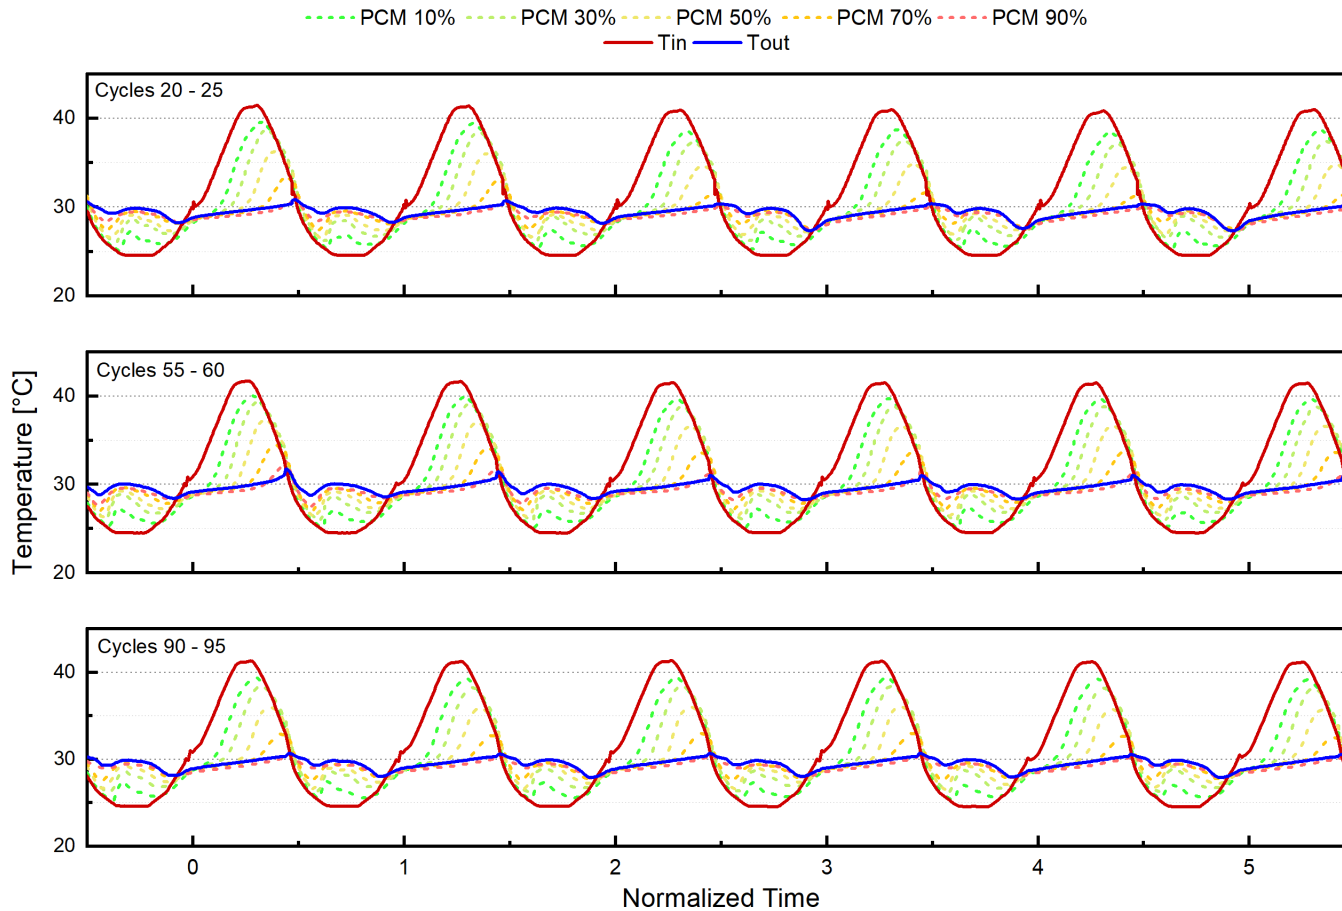 PCM 10% PCM 30% PCM 50% PCM 70% PCM 90%
Tin Tout
Cycles 20 - 25
40
30
20
Cycles 55 - 60
40
30
20
Temperature [°C]
Cycles 90 - 95
40
30
20
0 1 2 3 4 5
Normalized Time